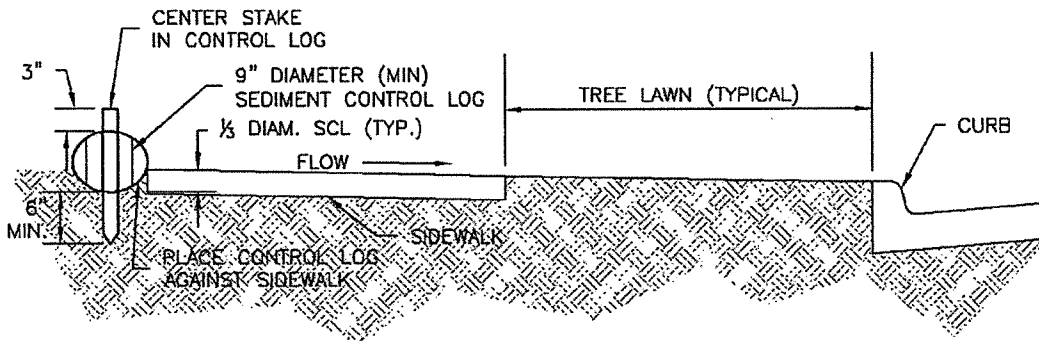 CENTER STAKE
IN CONTROL LOG
3"
9" DIAMETER (MIN)
SEDIMENT CONTROL LOG
⅓ DIAM. SCL (TYP.)
FLOW
TREE LAWN (TYPICAL)
CURB
6"
MIN.
SIDEWALK
PLACE CONTROL LOG
AGAINST SIDEWALK